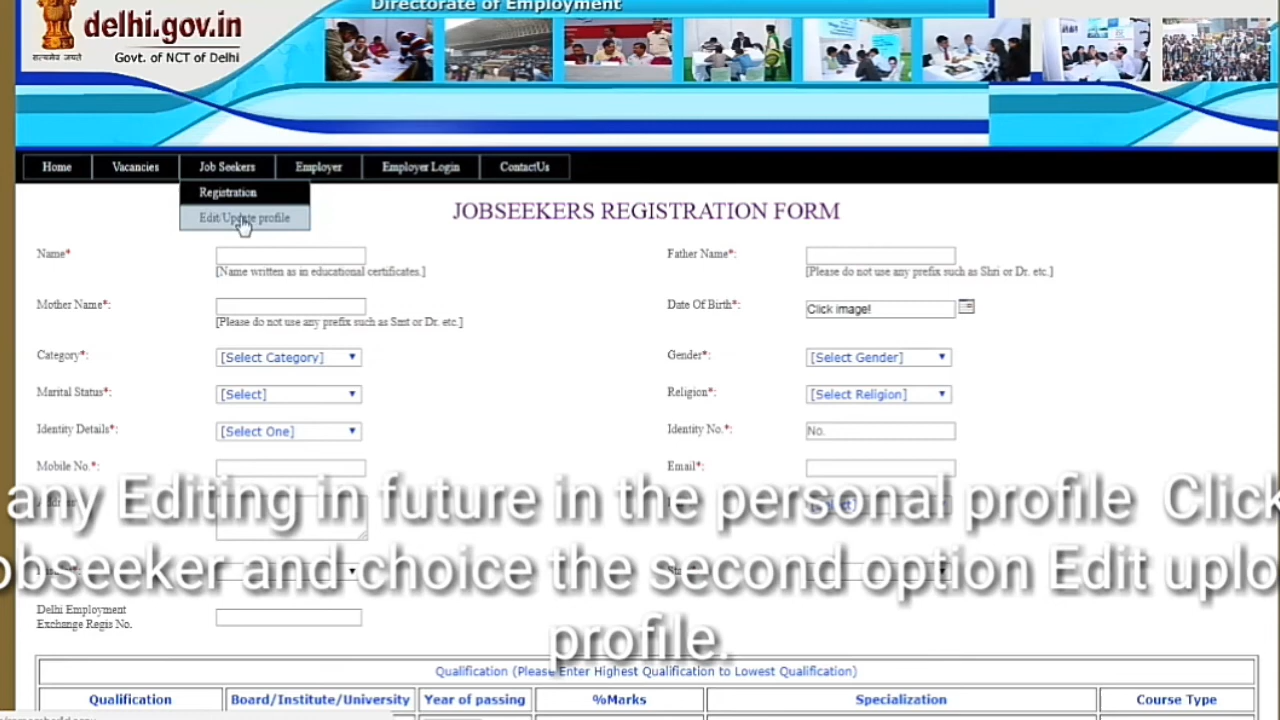 Directorate of Employment
delhi.gov.in
सत्यमेव जयते
Govt. of NCT of Delhi
Home Vacancies Job Seekers Employer Employer Login ContactUs
Registration
Edit/Update profile
JOBSEEKERS REGISTRATION FORM
Name*
[Name written as in educational certificates.]
Father Name*:
[Please do not use any prefix such as Shri or Dr. etc.]
Mother Name*:
[Please do not use any prefix such as Smt or Dr. etc.]
Date Of Birth*: Click image!
Category*: [Select Category]
Gender*: [Select Gender]
Marital Status*: [Select]
Religion*: [Select Religion]
Identity Details*: [Select One]
Identity No.*: No.
Mobile No.*:
Email*:
any Editing in future in the personal profile Click
obseeker and choice the second option Edit uplo
profile.
Delhi Employment
Exchange Regis No.
Qualification (Please Enter Highest Qualification to Lowest Qualification)
Qualification Board/Institute/University Year of passing %Marks Specialization Course Type